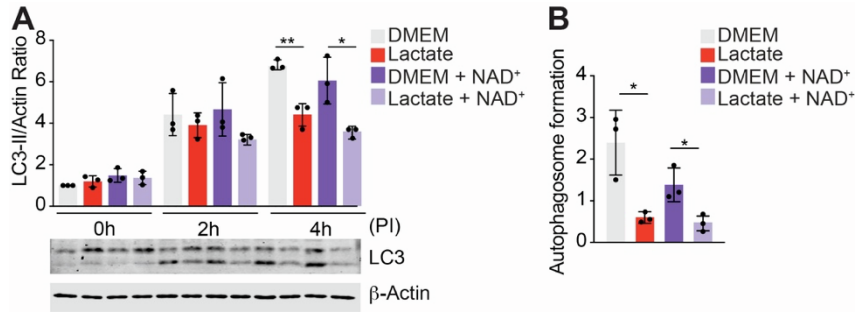 A
LC3-II/Actin Ratio
8
6
4
2
0
DMEM
Lactate
DMEM + NAD⁺
Lactate + NAD⁺
**
*
0h
2h
4h
(PI)
LC3
β-Actin
B
Autophagosome formation
4
3
2
1
0
DMEM
Lactate
DMEM + NAD⁺
Lactate + NAD⁺
*
*